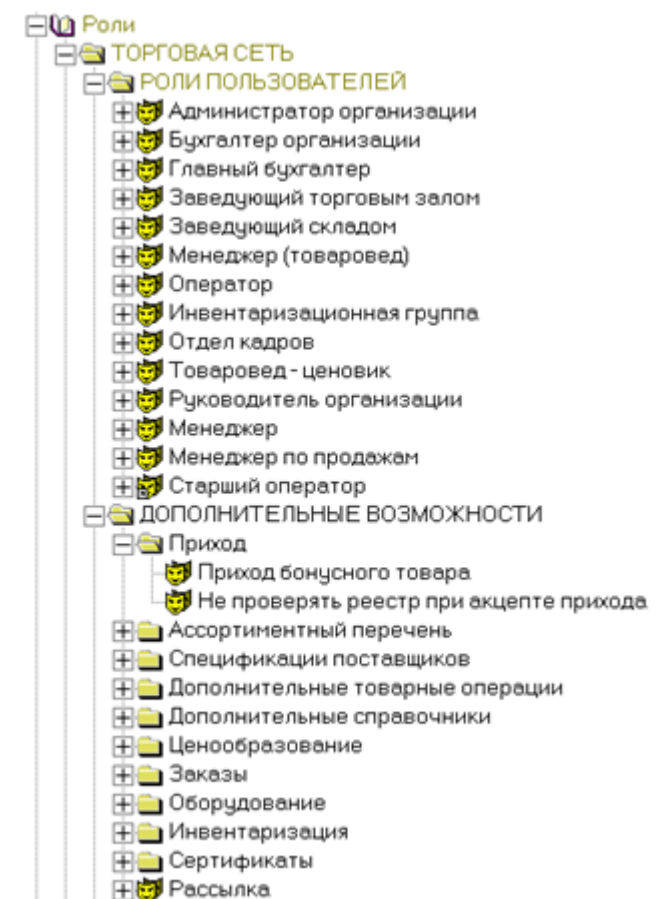 Роли
ТОРГОВАЯ СЕТЬ
РОЛИ ПОЛЬЗОВАТЕЛЕЙ
Администратор организации
Бухгалтер организации
Главный бухгалтер
Заведующий торговым залом
Заведующий складом
Менеджер (товаровед)
Оператор
Инвентаризационная группа
Отдел кадров
Товаровед - ценовик
Руководитель организации
Менеджер
Менеджер по продажам
Старший оператор
ДОПОЛНИТЕЛЬНЫЕ ВОЗМОЖНОСТИ
Приход
Приход бонусного товара
Не проверять реестр при акцепте прихода
Ассортиментный перечень
Спецификации поставщиков
Дополнительные товарные операции
Дополнительные справочники
Ценообразование
Заказы
Оборудование
Инвентаризация
Сертификаты
Рассылка